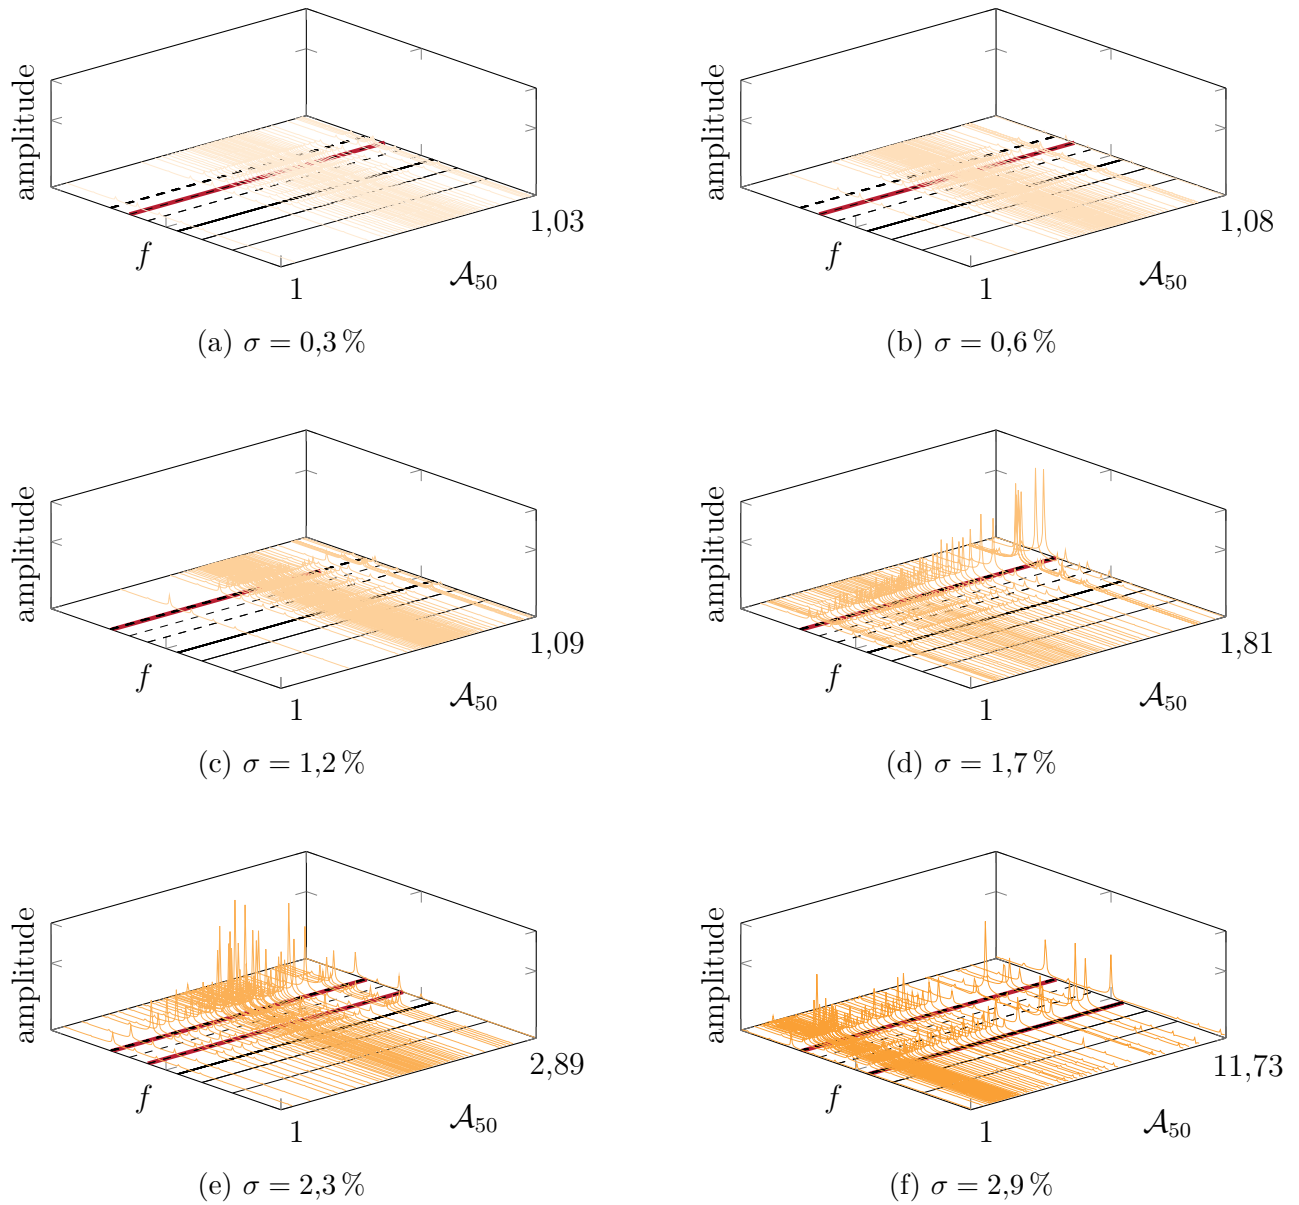 amplitude
f
1
𝒜50
1,03
(a) σ = 0,3 %
amplitude
f
1
𝒜50
1,08
(b) σ = 0,6 %
amplitude
f
1
𝒜50
1,09
(c) σ = 1,2 %
amplitude
f
1
𝒜50
1,81
(d) σ = 1,7 %
amplitude
f
1
𝒜50
2,89
(e) σ = 2,3 %
amplitude
f
1
𝒜50
11,73
(f) σ = 2,9 %